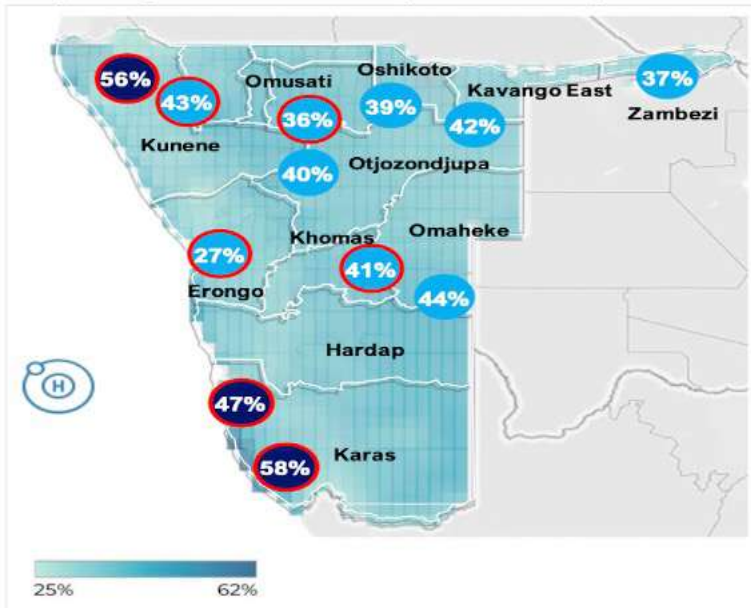 56%
43%
Omusati
Oshikoto
37%
36%
39%
Kavango East
Zambezi
42%
Kunene
40%
Otjozondjupa
Omaheke
Khomas
27%
41%
Erongo
44%
Hardap
H
47%
58%
Karas
25%
62%